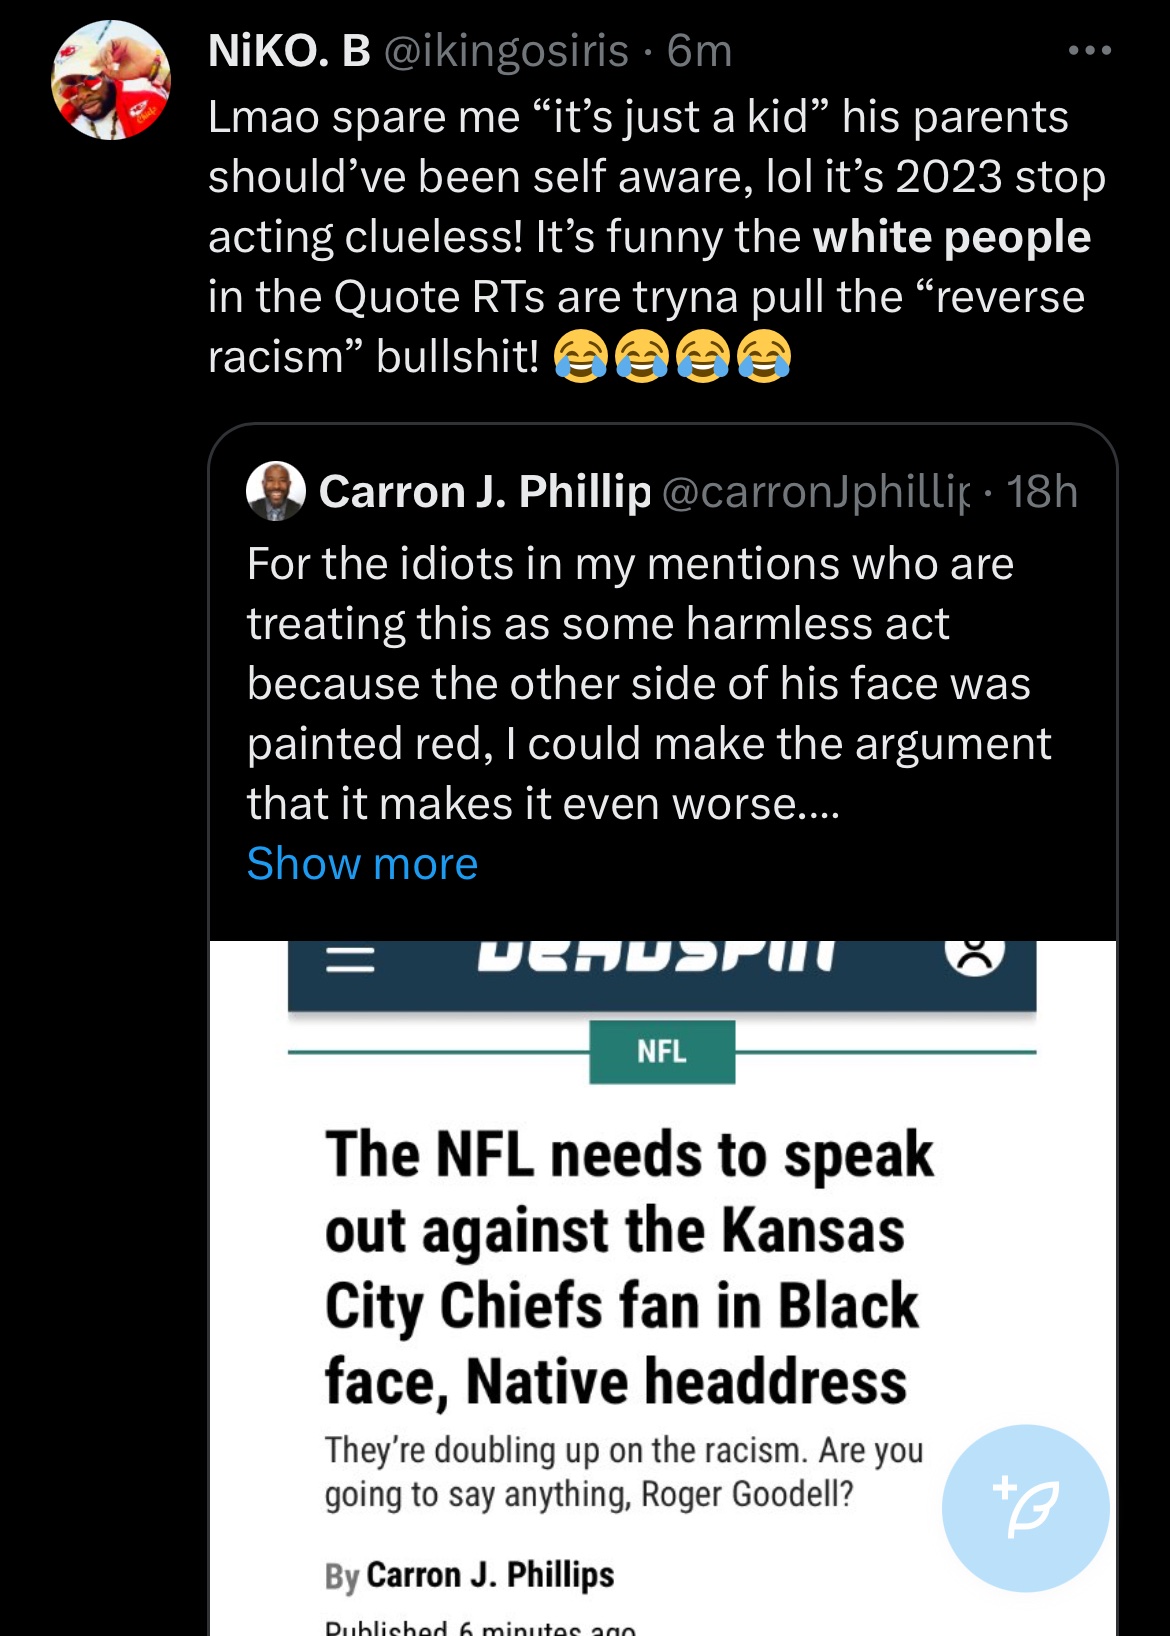 NiKO. B @ikingosiris · 6m
Lmao spare me “it’s just a kid” his parents
should’ve been self aware, lol it’s 2023 stop
acting clueless! It’s funny the white people
in the Quote RTs are tryna pull the “reverse
racism” bullshit! 😂😂😂😂
Carron J. Phillip @carronJphillip · 18h
For the idiots in my mentions who are
treating this as some harmless act
because the other side of his face was
painted red, I could make the argument
that it makes it even worse....
Show more
DEADSPIN
NFL
The NFL needs to speak
out against the Kansas
City Chiefs fan in Black
face, Native headdress
They’re doubling up on the racism. Are you
going to say anything, Roger Goodell?
By Carron J. Phillips
Published 6 minutes ago